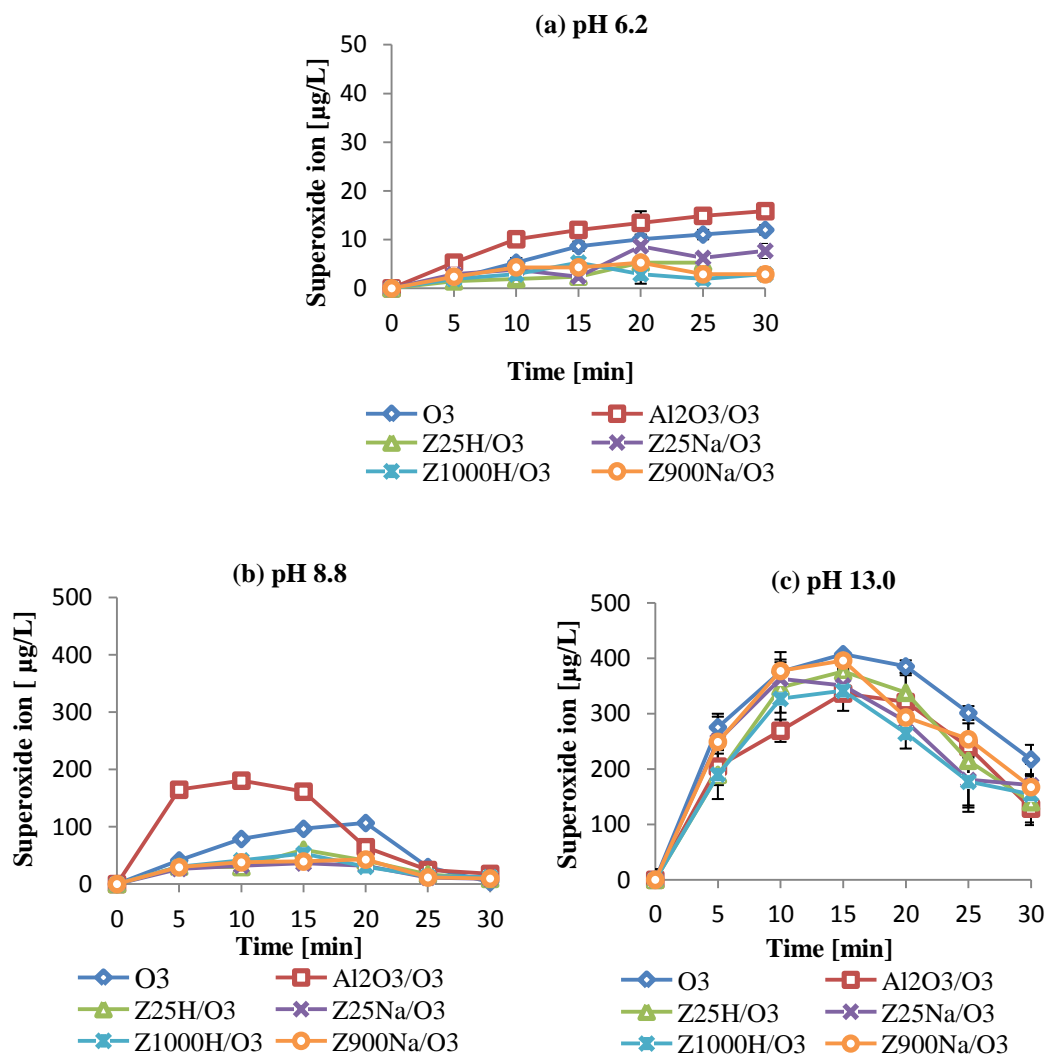 (a) pH 6.2
Superoxide ion [µg/L]
50
40
30
20
10
0
0 5 10 15 20 25 30
Time [min]
O3 Al2O3/O3
Z25H/O3 Z25Na/O3
Z1000H/O3 Z900Na/O3
(b) pH 8.8
Superoxide ion [ µg/L]
500
400
300
200
100
0
0 5 10 15 20 25 30
Time [min]
O3 Al2O3/O3
Z25H/O3 Z25Na/O3
Z1000H/O3 Z900Na/O3
(c) pH 13.0
Superoxide ion [µg/L]
500
400
300
200
100
0
0 5 10 15 20 25 30
Time [min]
O3 Al2O3/O3
Z25H/O3 Z25Na/O3
Z1000H/O3 Z900Na/O3